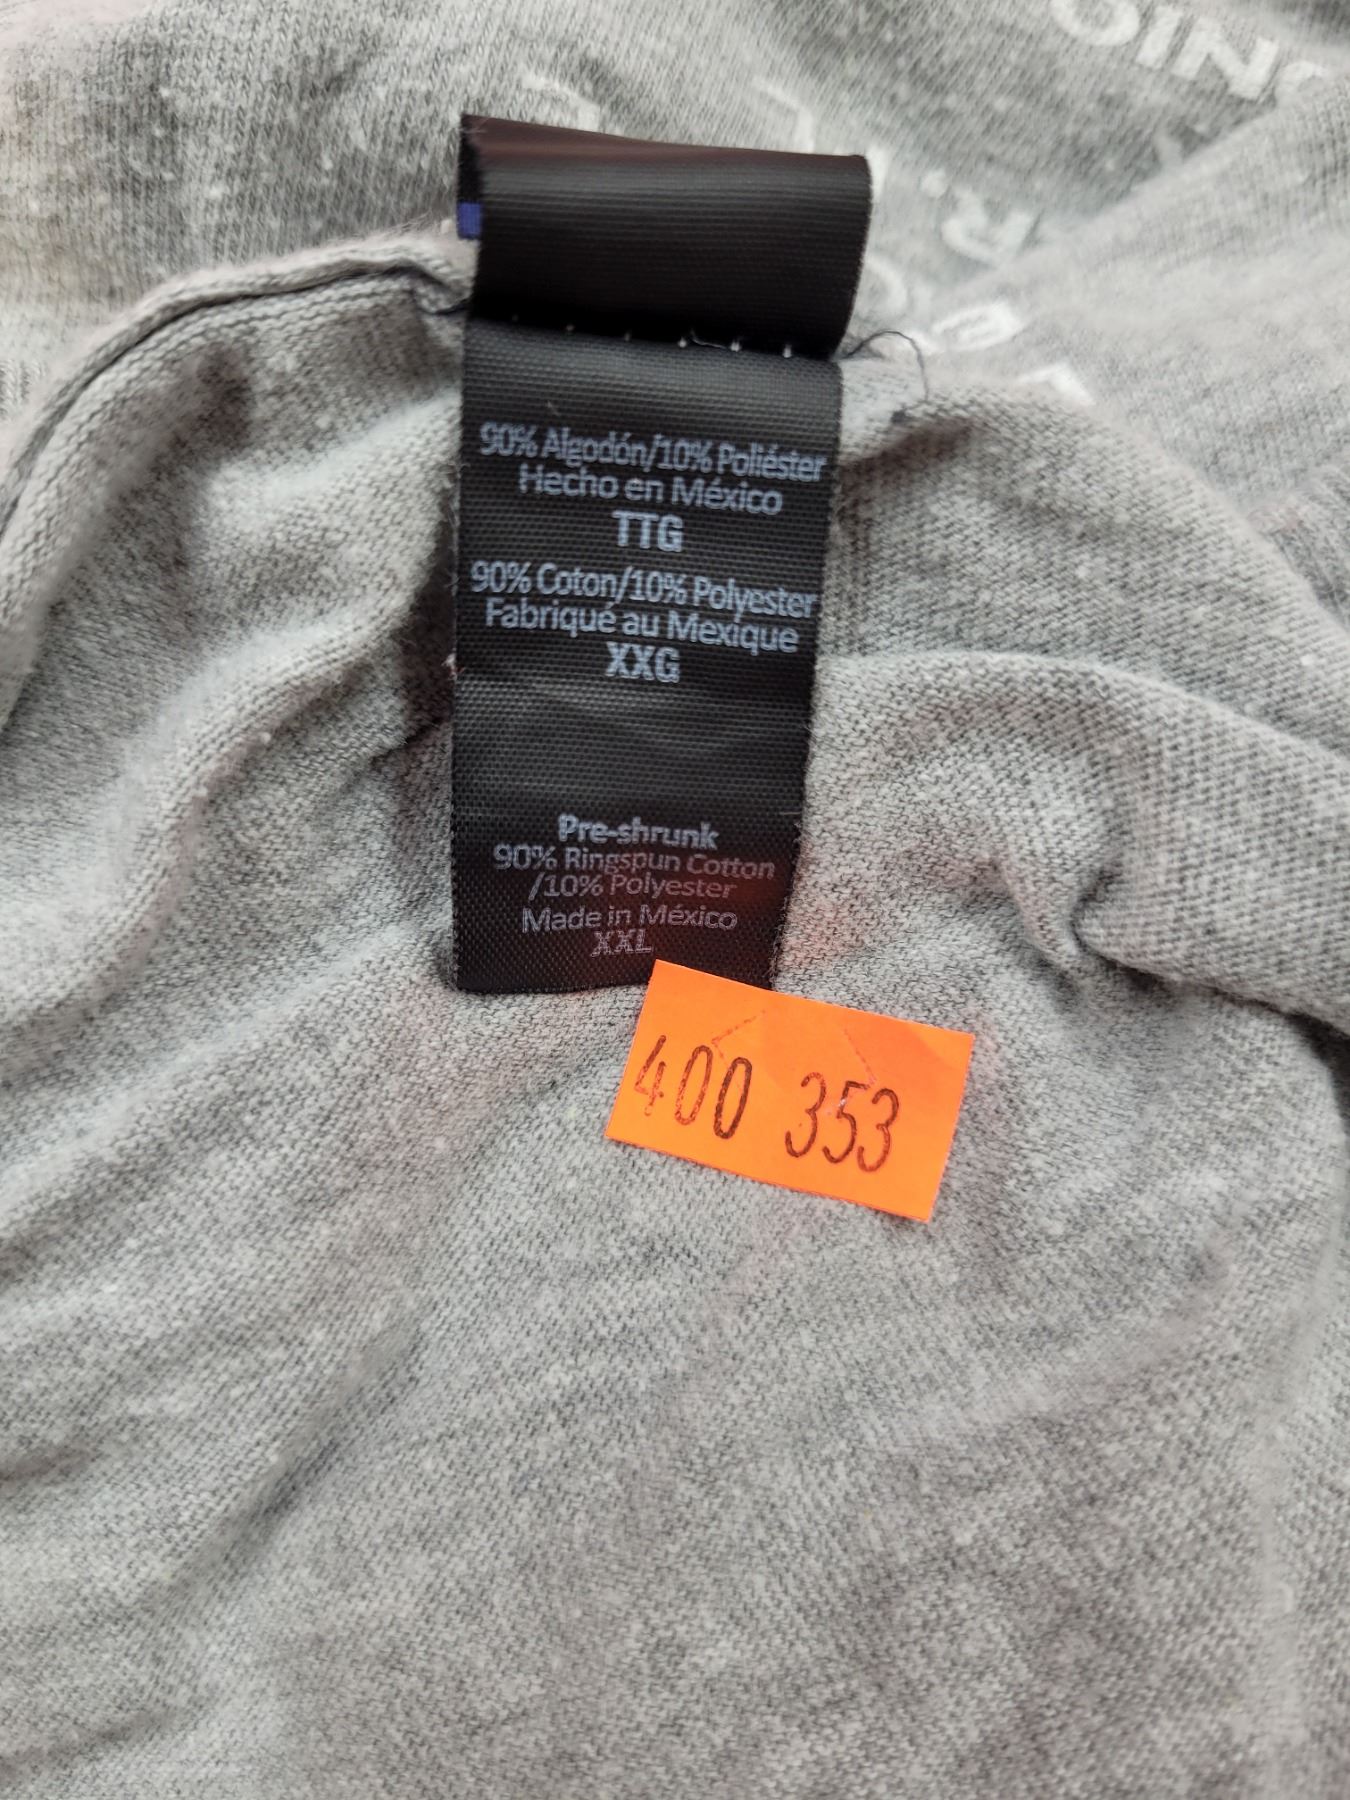 90% Algodón/10% Poliéster
Hecho en México
TTG
90% Coton/10% Polyester
Fabriqué au Mexique
XXG
Pre-shrunk
90% Ringspun Cotton
/10% Polyester
Made in México
XXL
400 353